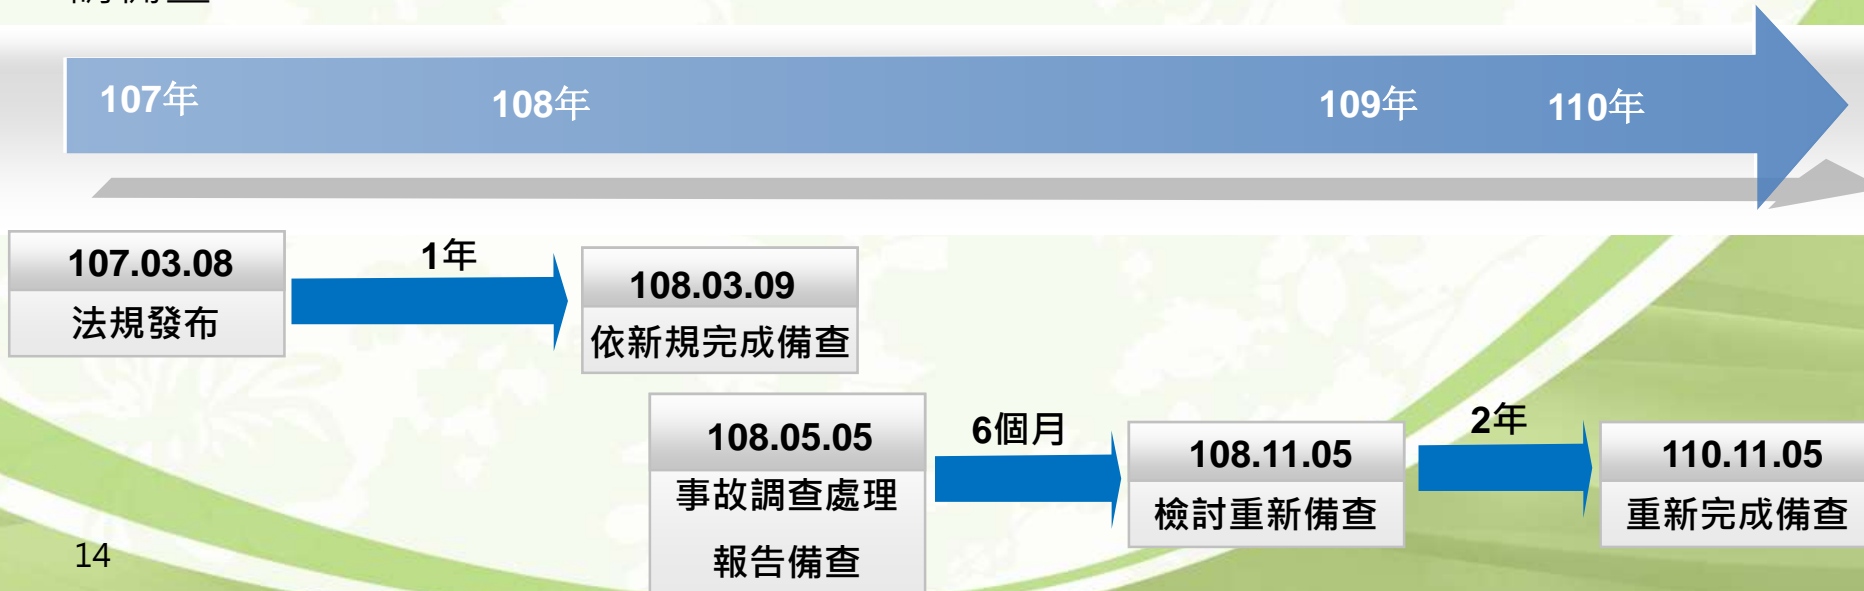 107年
108年
109年
110年
107.03.08
法規發布
1年
108.03.09
依新規完成備查
108.05.05
事故調查處理
報告備查
6個月
108.11.05
檢討重新備查
2年
110.11.05
重新完成備查
14